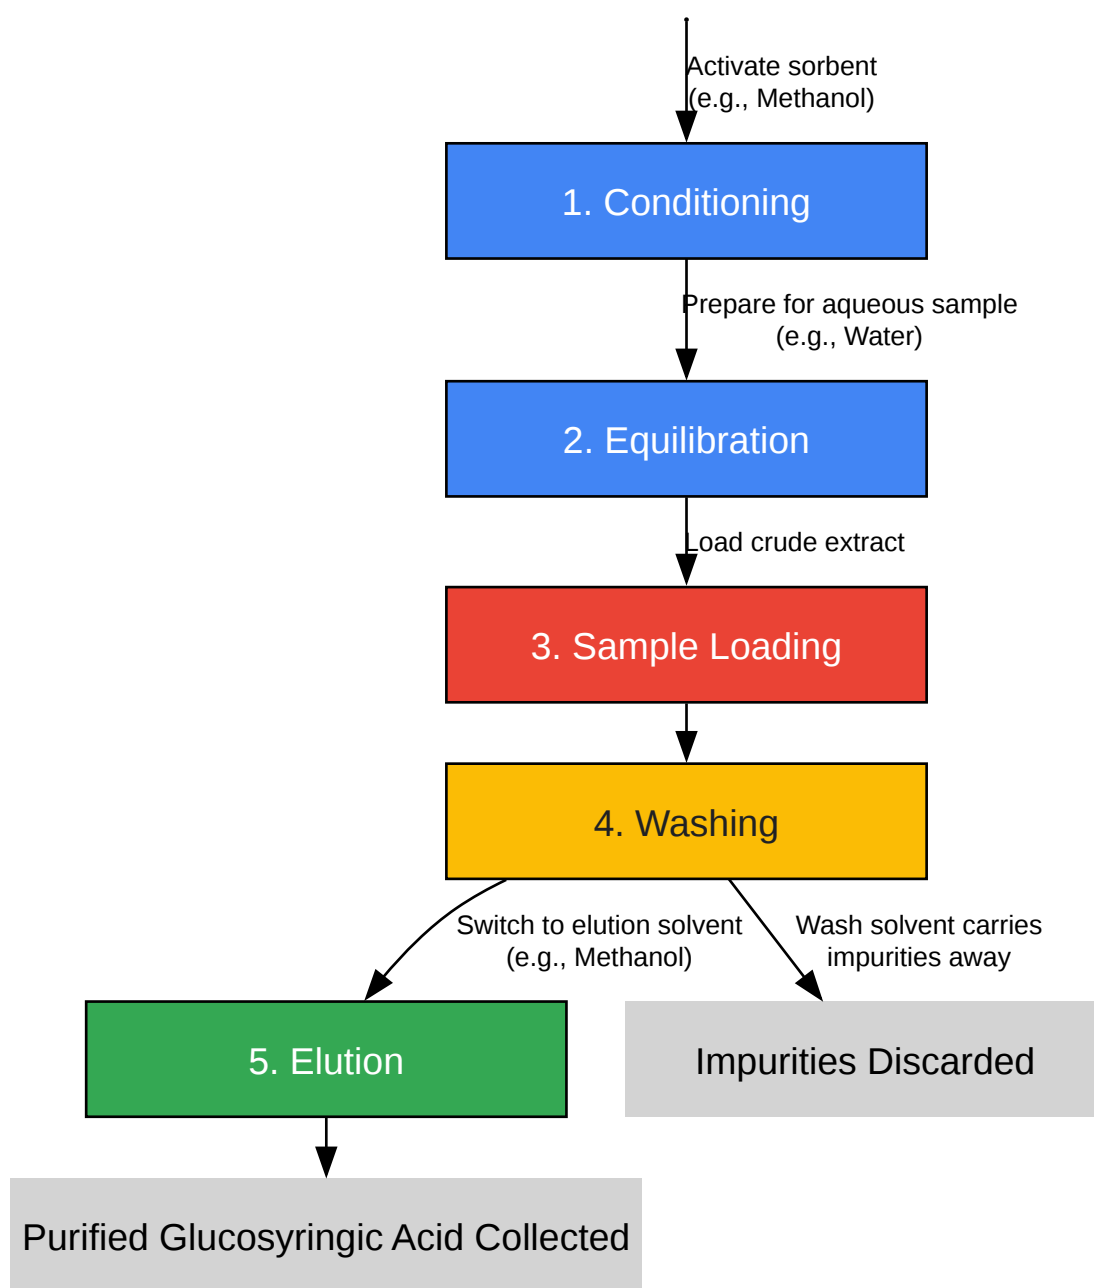 Activate sorbent
(e.g., Methanol)
1. Conditioning
Prepare for aqueous sample
(e.g., Water)
2. Equilibration
Load crude extract
3. Sample Loading
4. Washing
Switch to elution solvent
(e.g., Methanol)
Wash solvent carries
impurities away
5. Elution
Impurities Discarded
Purified Glucosyringic Acid Collected